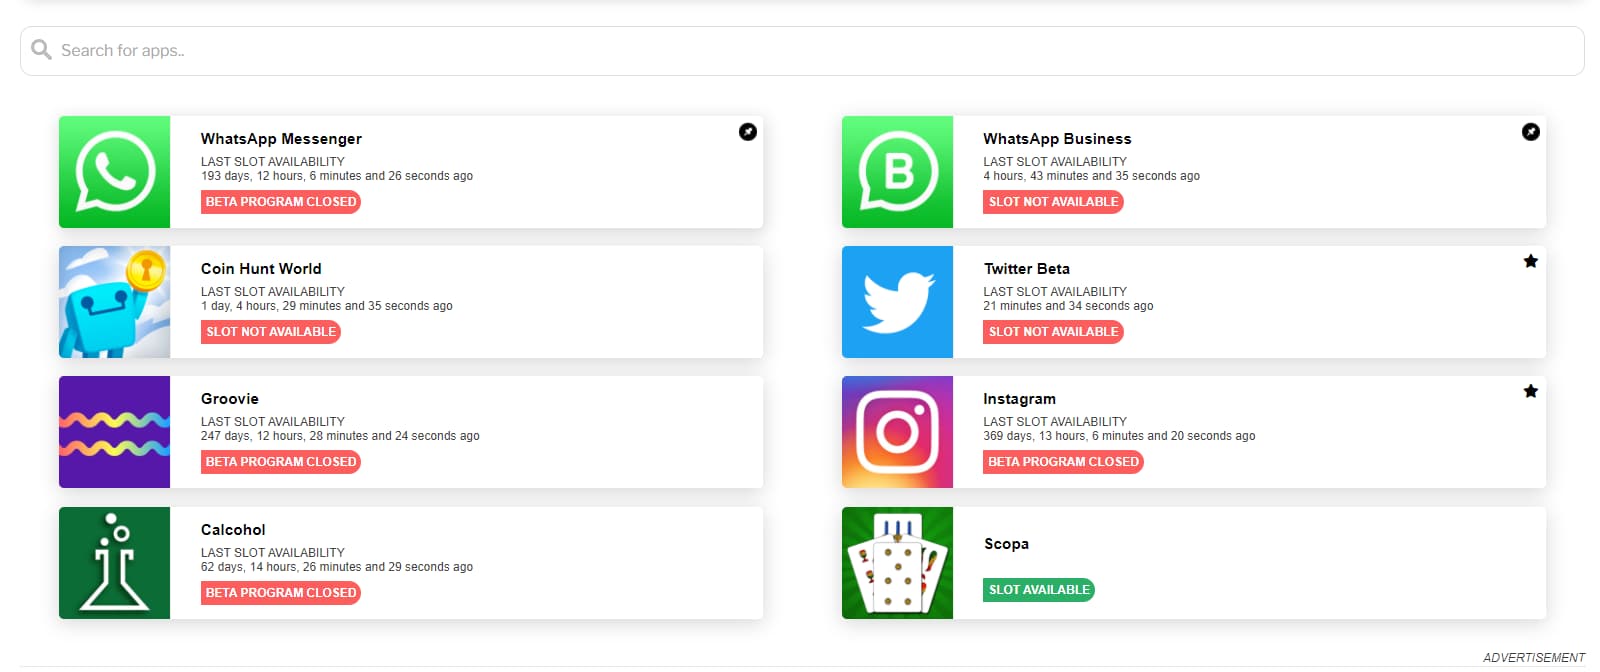 Search for apps..
WhatsApp Messenger
LAST SLOT AVAILABILITY
193 days, 12 hours, 6 minutes and 26 seconds ago
BETA PROGRAM CLOSED
WhatsApp Business
LAST SLOT AVAILABILITY
4 hours, 43 minutes and 35 seconds ago
SLOT NOT AVAILABLE
Coin Hunt World
LAST SLOT AVAILABILITY
1 day, 4 hours, 29 minutes and 35 seconds ago
SLOT NOT AVAILABLE
Twitter Beta
LAST SLOT AVAILABILITY
21 minutes and 34 seconds ago
SLOT NOT AVAILABLE
Groovie
LAST SLOT AVAILABILITY
247 days, 12 hours, 28 minutes and 24 seconds ago
BETA PROGRAM CLOSED
Instagram
LAST SLOT AVAILABILITY
369 days, 13 hours, 6 minutes and 20 seconds ago
BETA PROGRAM CLOSED
Calcohol
LAST SLOT AVAILABILITY
62 days, 14 hours, 26 minutes and 29 seconds ago
BETA PROGRAM CLOSED
Scopa
SLOT AVAILABLE
ADVERTISEMENT